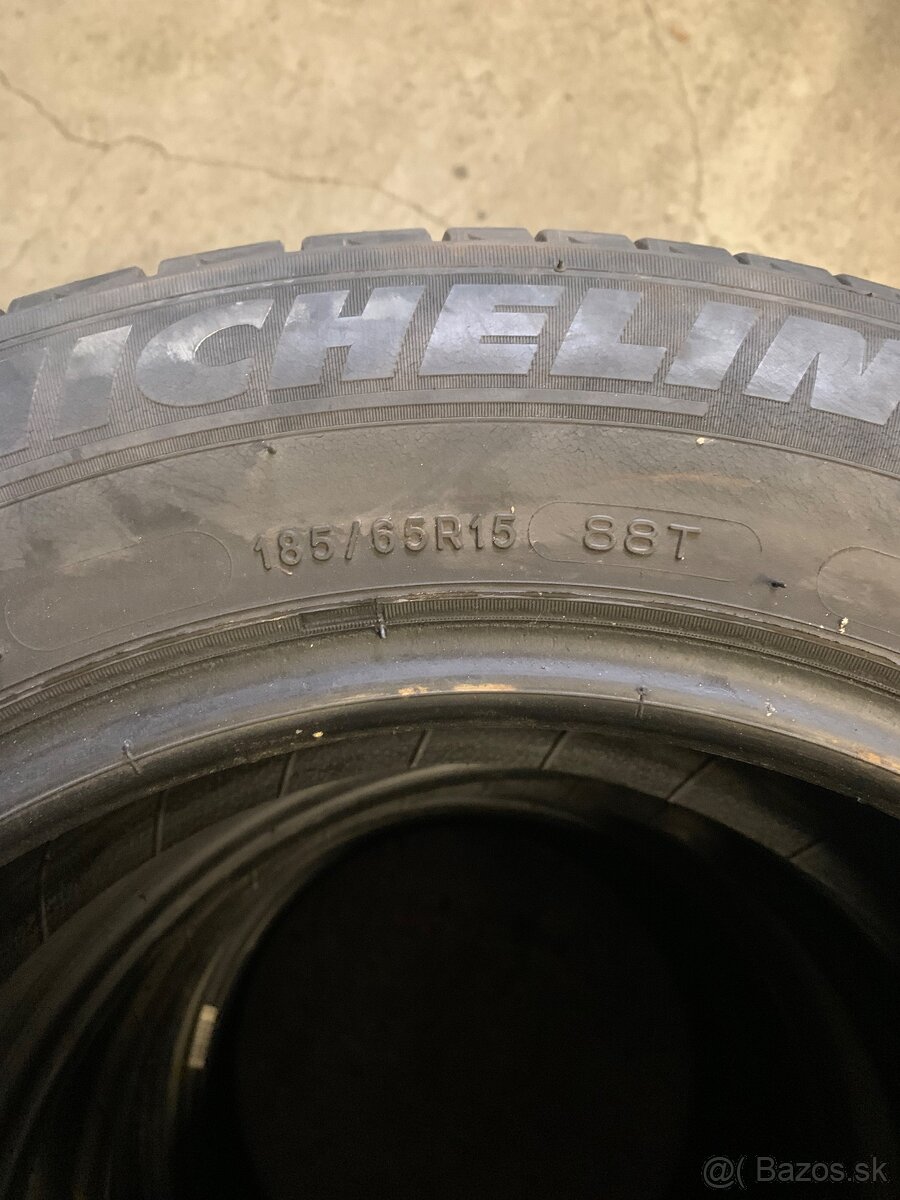 MICHELIN
185/65R15 88T
@( Bazos.sk